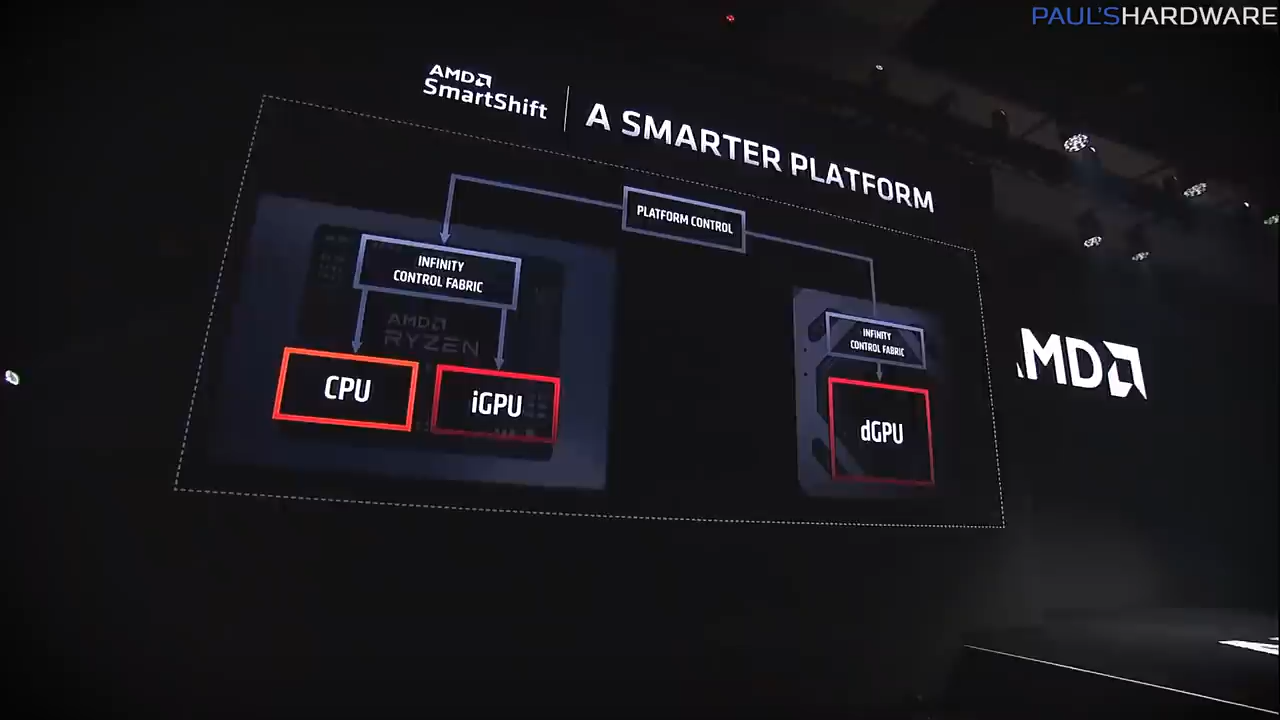 PAUL'SHARDWARE
AMD
SmartShift
A SMARTER PLATFORM
PLATFORM CONTROL
INFINITY
CONTROL FABRIC
AMD
RYZEN
CPU
iGPU
INFINITY
CONTROL FABRIC
dGPU
AMD